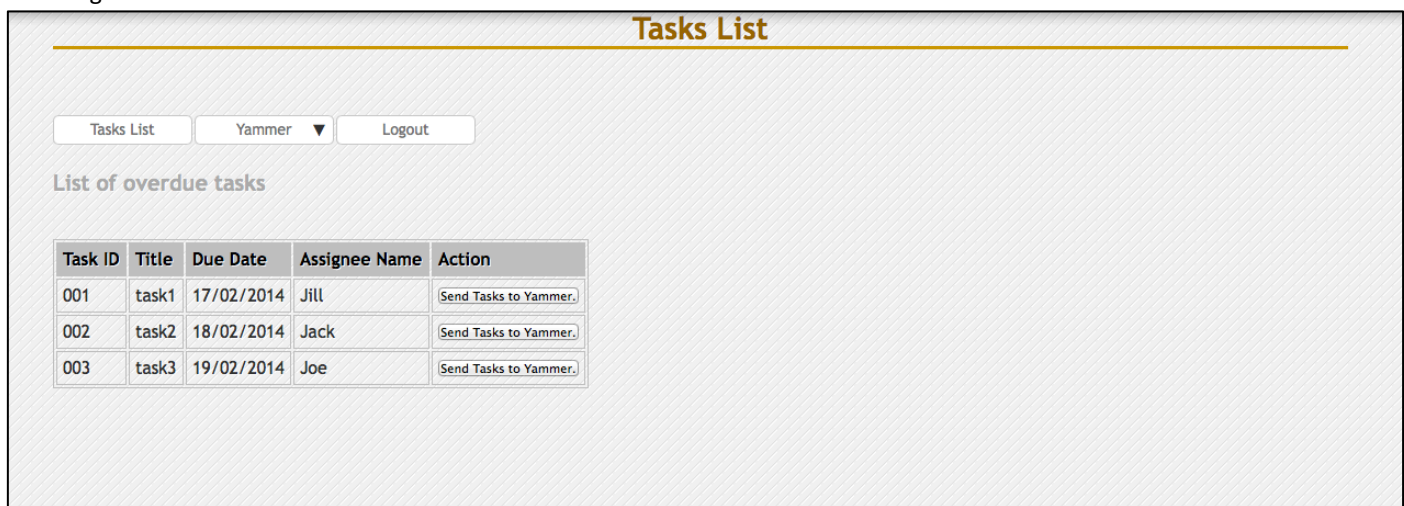 Tasks List
Tasks List Yammer ▼ Logout
List of overdue tasks
Task ID Title Due Date Assignee Name Action
001 task1 17/02/2014 Jill Send Tasks to Yammer.
002 task2 18/02/2014 Jack Send Tasks to Yammer.
003 task3 19/02/2014 Joe Send Tasks to Yammer.